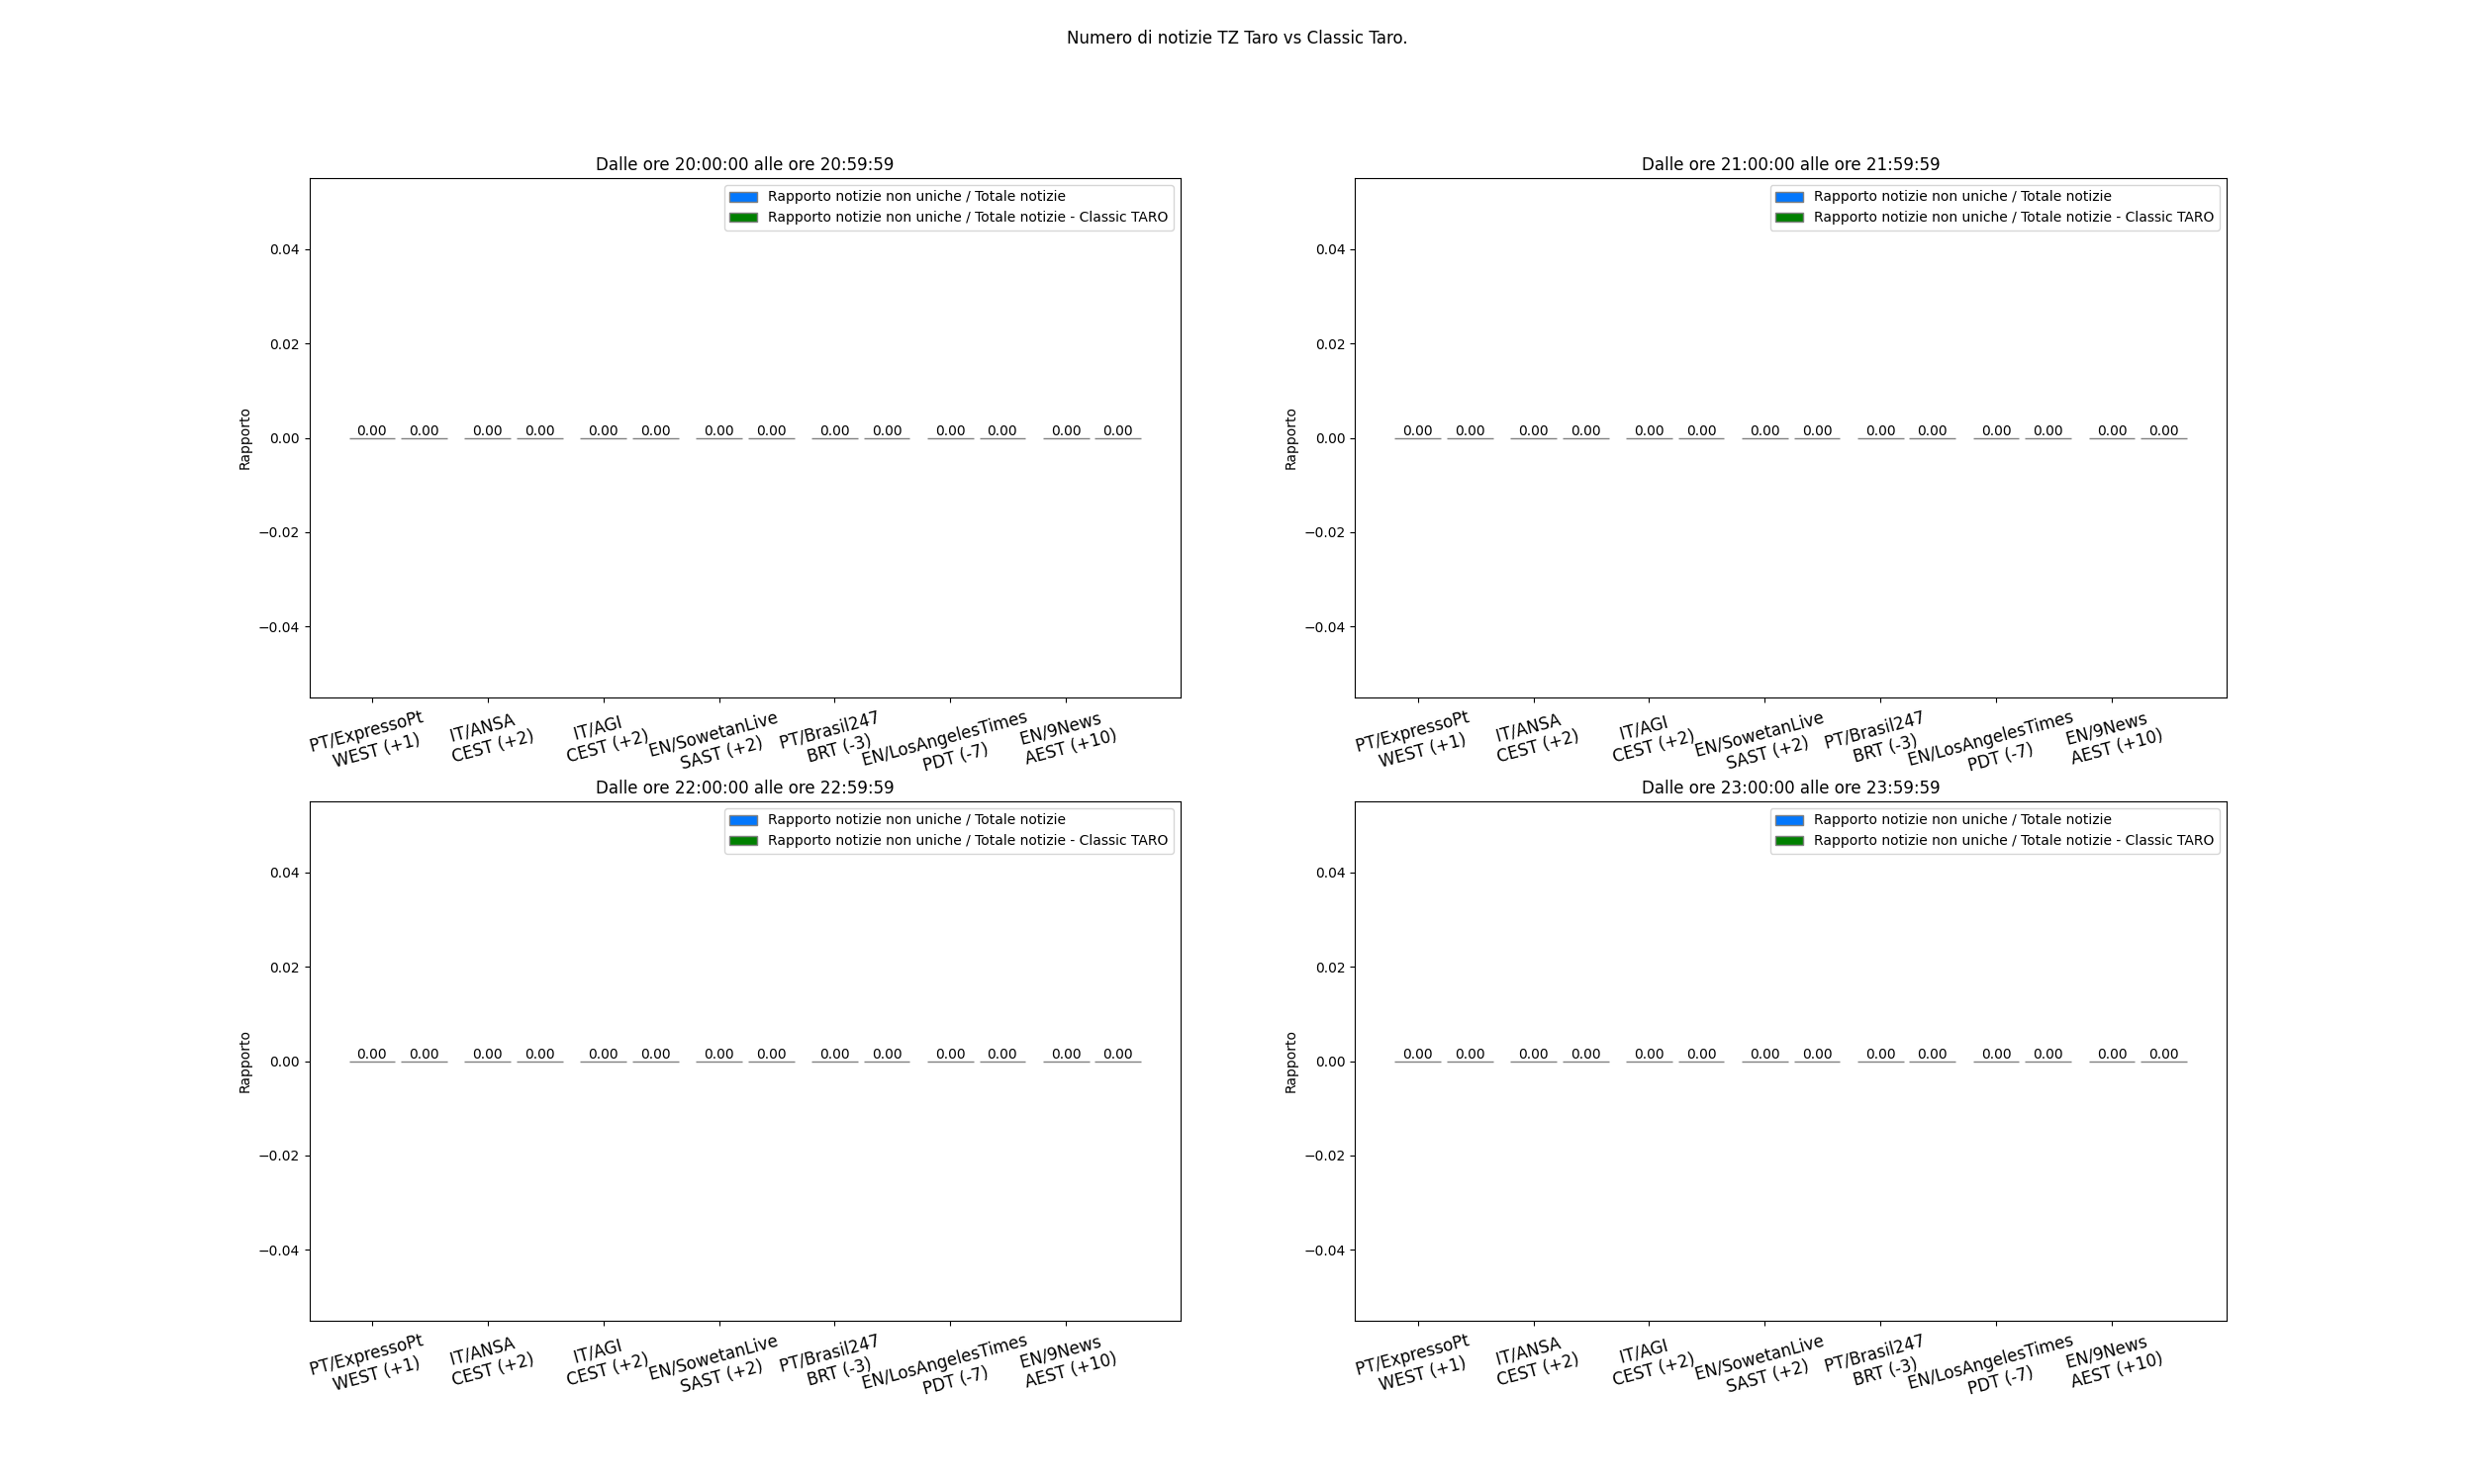 Numero di notizie TZ Taro vs Classic Taro.
Dalle ore 20:00:00 alle ore 20:59:59
Rapporto notizie non uniche / Totale notizie
Rapporto notizie non uniche / Totale notizie - Classic TARO
0.04
0.02
0.00
−0.02
−0.04
Rapporto
0.00 0.00 0.00 0.00 0.00 0.00 0.00 0.00 0.00 0.00 0.00 0.00 0.00 0.00
PT/ExpressoPt
WEST (+1)
IT/ANSA
CEST (+2)
IT/AGI
CEST (+2)
EN/SowetanLive
SAST (+2)
PT/Brasil247
BRT (-3)
EN/LosAngelesTimes
PDT (-7)
EN/9News
AEST (+10)
Dalle ore 21:00:00 alle ore 21:59:59
Rapporto notizie non uniche / Totale notizie
Rapporto notizie non uniche / Totale notizie - Classic TARO
0.04
0.02
0.00
−0.02
−0.04
Rapporto
0.00 0.00 0.00 0.00 0.00 0.00 0.00 0.00 0.00 0.00 0.00 0.00 0.00 0.00
PT/ExpressoPt
WEST (+1)
IT/ANSA
CEST (+2)
IT/AGI
CEST (+2)
EN/SowetanLive
SAST (+2)
PT/Brasil247
BRT (-3)
EN/LosAngelesTimes
PDT (-7)
EN/9News
AEST (+10)
Dalle ore 22:00:00 alle ore 22:59:59
Rapporto notizie non uniche / Totale notizie
Rapporto notizie non uniche / Totale notizie - Classic TARO
0.04
0.02
0.00
−0.02
−0.04
Rapporto
0.00 0.00 0.00 0.00 0.00 0.00 0.00 0.00 0.00 0.00 0.00 0.00 0.00 0.00
PT/ExpressoPt
WEST (+1)
IT/ANSA
CEST (+2)
IT/AGI
CEST (+2)
EN/SowetanLive
SAST (+2)
PT/Brasil247
BRT (-3)
EN/LosAngelesTimes
PDT (-7)
EN/9News
AEST (+10)
Dalle ore 23:00:00 alle ore 23:59:59
Rapporto notizie non uniche / Totale notizie
Rapporto notizie non uniche / Totale notizie - Classic TARO
0.04
0.02
0.00
−0.02
−0.04
Rapporto
0.00 0.00 0.00 0.00 0.00 0.00 0.00 0.00 0.00 0.00 0.00 0.00 0.00 0.00
PT/ExpressoPt
WEST (+1)
IT/ANSA
CEST (+2)
IT/AGI
CEST (+2)
EN/SowetanLive
SAST (+2)
PT/Brasil247
BRT (-3)
EN/LosAngelesTimes
PDT (-7)
EN/9News
AEST (+10)